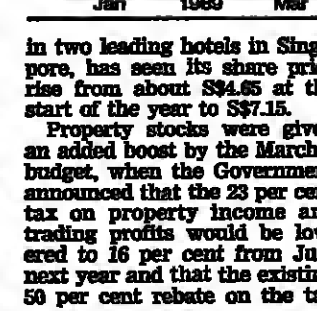 Jan 1989 Mar
in two leading hotels in Sing
pore, has seen its share pri
rise from about S$4.65 at th
start of the year to S$7.15.
Property stocks were give
an added boost by the March
budget, when the Governmen
announced that the 23 per cen
tax on property income an
trading profits would be low
ered to 16 per cent from Ju
next year and that the existin
50 per cent rebate on the ta